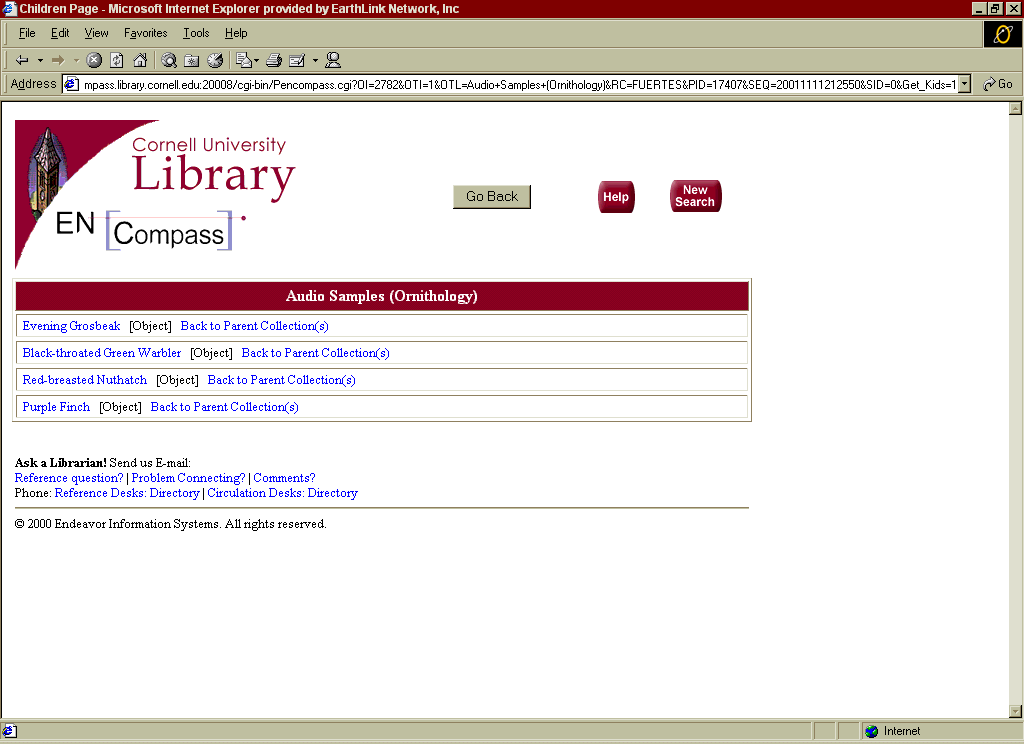 Children Page - Microsoft Internet Explorer provided by EarthLink Network, Inc
File Edit View Favorites Tools Help
Address mpass.library.cornell.edu:20008/cgi-bin/Pencompass.cgi?OI=2782&OTI=1&OTL=Audio+Samples+(Ornithology)&RC=FUERTES&PID=17407&SEQ=20011111212550&SID=0&Get_Kids=1 Go
Cornell University
Library
EN Compass
Go Back
Help
New
Search
Audio Samples (Ornithology)
Evening Grosbeak [Object] Back to Parent Collection(s)
Black-throated Green Warbler [Object] Back to Parent Collection(s)
Red-breasted Nuthatch [Object] Back to Parent Collection(s)
Purple Finch [Object] Back to Parent Collection(s)
Ask a Librarian! Send us E-mail:
Reference question? | Problem Connecting? | Comments?
Phone: Reference Desks: Directory | Circulation Desks: Directory
© 2000 Endeavor Information Systems. All rights reserved.
Internet